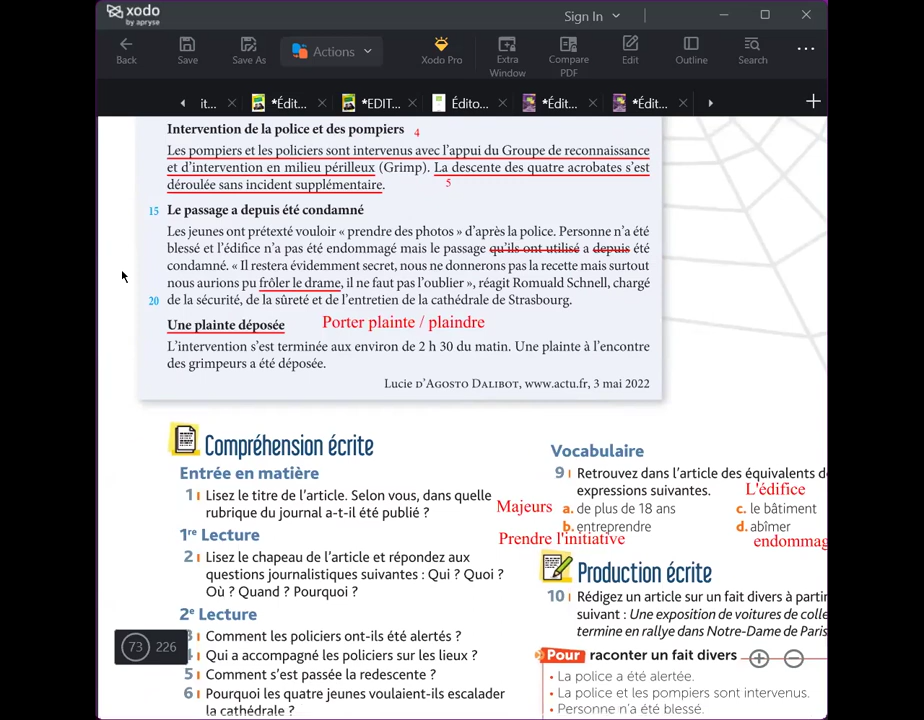 xodo
by apryse
Sign In
Back
Save
Save As
Actions
Xodo Pro
Extra
Window
Compare
PDF
Edit
Outline
Search
it...
*Édit...
*EDIT...
Édito...
*Édit...
*Édit...
Intervention de la police et des pompiers 4
Les pompiers et les policiers sont intervenus avec l'appui du Groupe de reconnaissance
et d'intervention en milieu périlleux (Grimp). La descente des quatre acrobates s'est
déroulée sans incident supplémentaire. 5
15 Le passage a depuis été condamné
Les jeunes ont prétexté vouloir « prendre des photos » d'après la police. Personne n'a été
blessé et l'édifice n'a pas été endommagé mais le passage qu'ils ont utilisé a depuis été
condamné. « Il restera évidemment secret, nous ne donnerons pas la recette mais surtout
nous aurions pu frôler le drame, il ne faut pas l'oublier », réagit Romuald Schnell, chargé
20 de la sécurité, de la sûreté et de l'entretien de la cathédrale de Strasbourg.
Une plainte déposée Porter plainte / plaindre
L'intervention s'est terminée aux environ de 2 h 30 du matin. Une plainte à l'encontre
des grimpeurs a été déposée.
Lucie d'Agosto Dalibot, www.actu.fr, 3 mai 2022
Compréhension écrite
Entrée en matière
1 Lisez le titre de l'article. Selon vous, dans quelle
rubrique du journal a-t-il été publié ?
1re Lecture
2 Lisez le chapeau de l'article et répondez aux
questions journalistiques suivantes : Qui ? Quoi ?
Où ? Quand ? Pourquoi ?
2e Lecture
3 Comment les policiers ont-ils été alertés ?
4 Qui a accompagné les policiers sur les lieux ?
5 Comment s'est passée la redescente ?
6 Pourquoi les quatre jeunes voulaient-ils escalader
la cathédrale ?
73 226
Vocabulaire
9 Retrouvez dans l'article des équivalents d
expressions suivantes.
L'édifice
Majeurs a. de plus de 18 ans c. le bâtiment
b. entreprendre d. abîmer
Prendre l'initiative endommag
Production écrite
10 Rédigez un article sur un fait divers à partir
suivant : Une exposition de voitures de colle
termine en rallye dans Notre-Dame de Paris
Pour raconter un fait divers
• La police a été alertée.
• La police et les pompiers sont intervenus.
• Personne n'a été blessé.